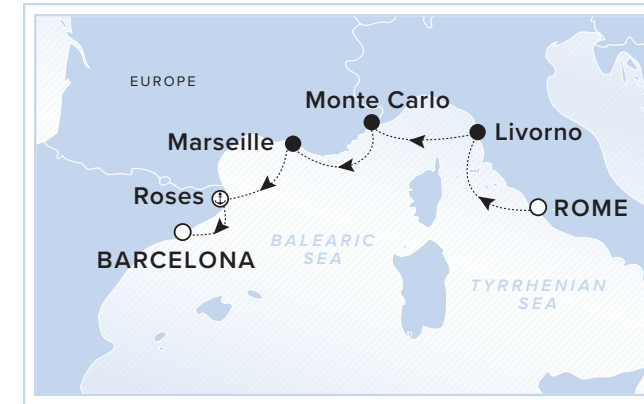 EUROPE
Monte Carlo
Livorno
Marseille
Roses
ROME
BARCELONA
BALEARIC
SEA
TYRRHENIAN
SEA